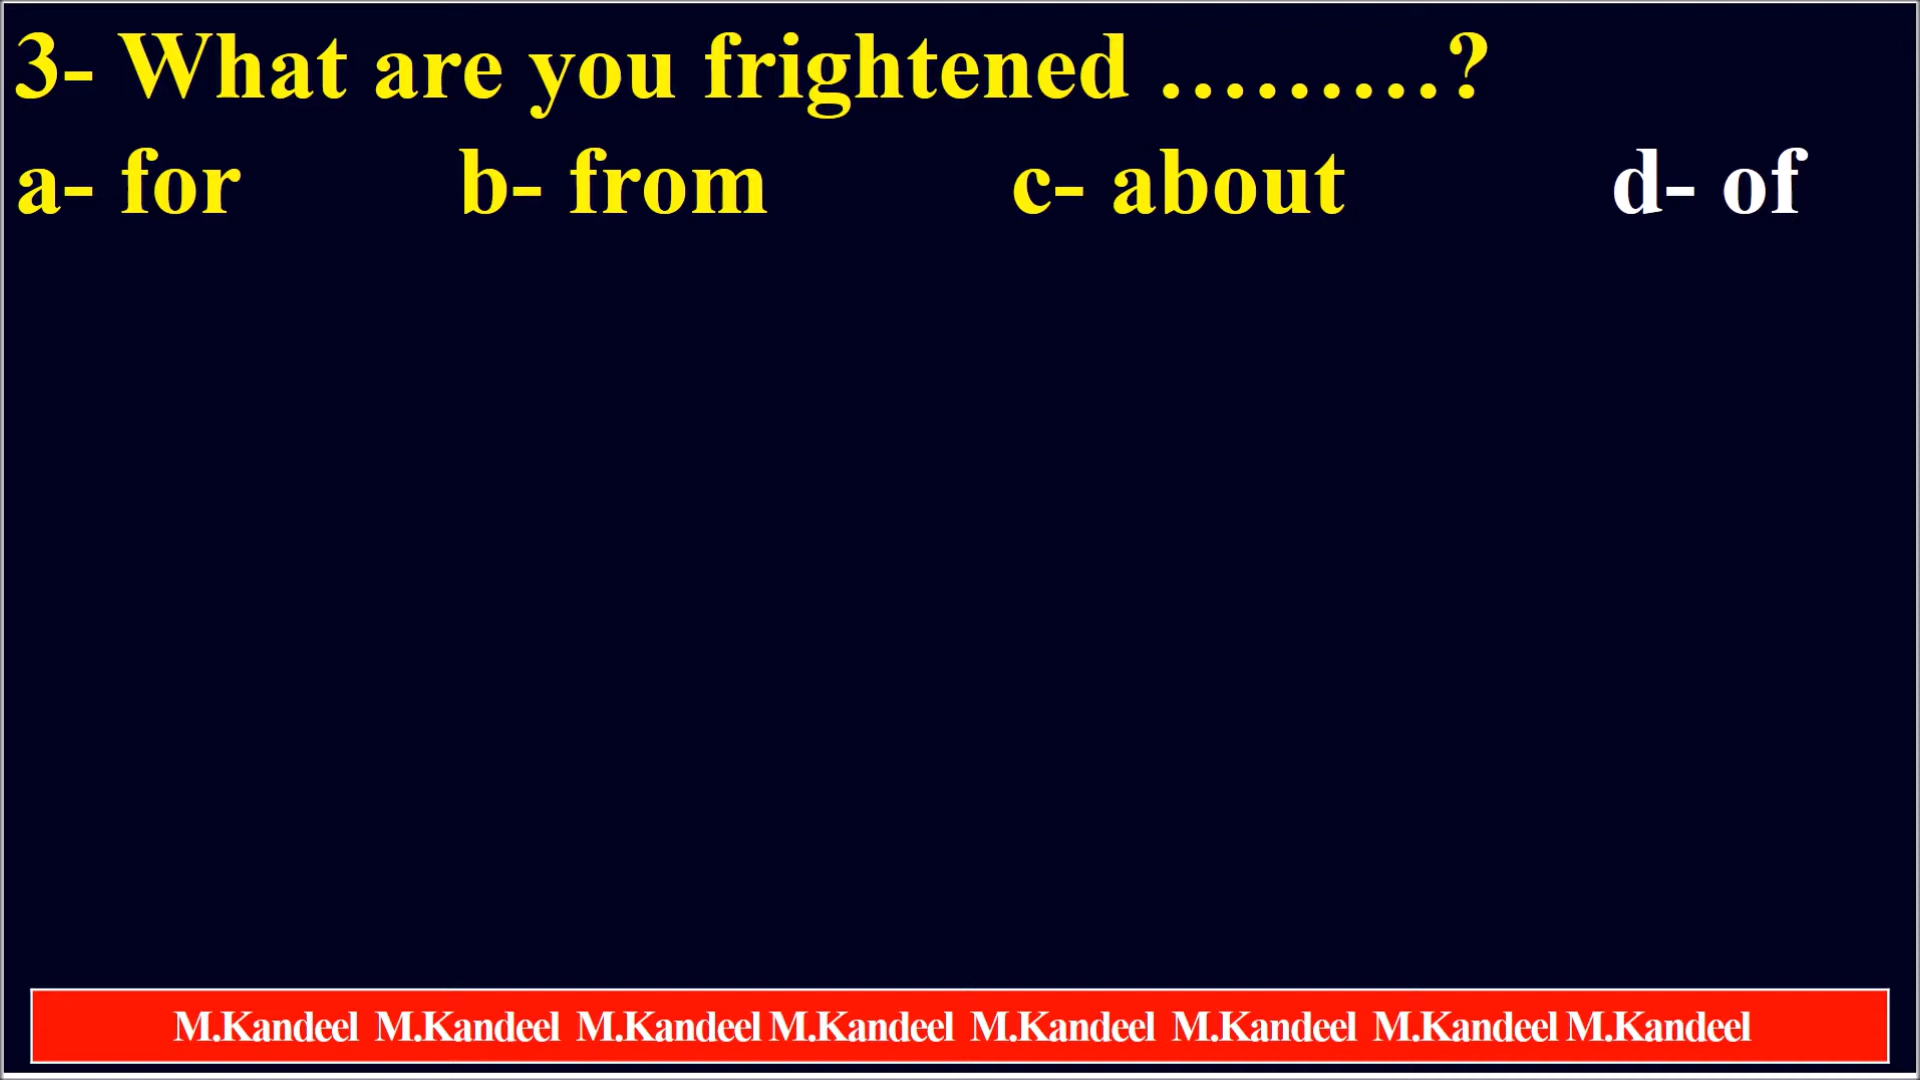 3- What are you frightened ………?
a- for b- from c- about d- of
M.Kandeel M.Kandeel M.Kandeel M.Kandeel M.Kandeel M.Kandeel M.Kandeel M.Kandeel